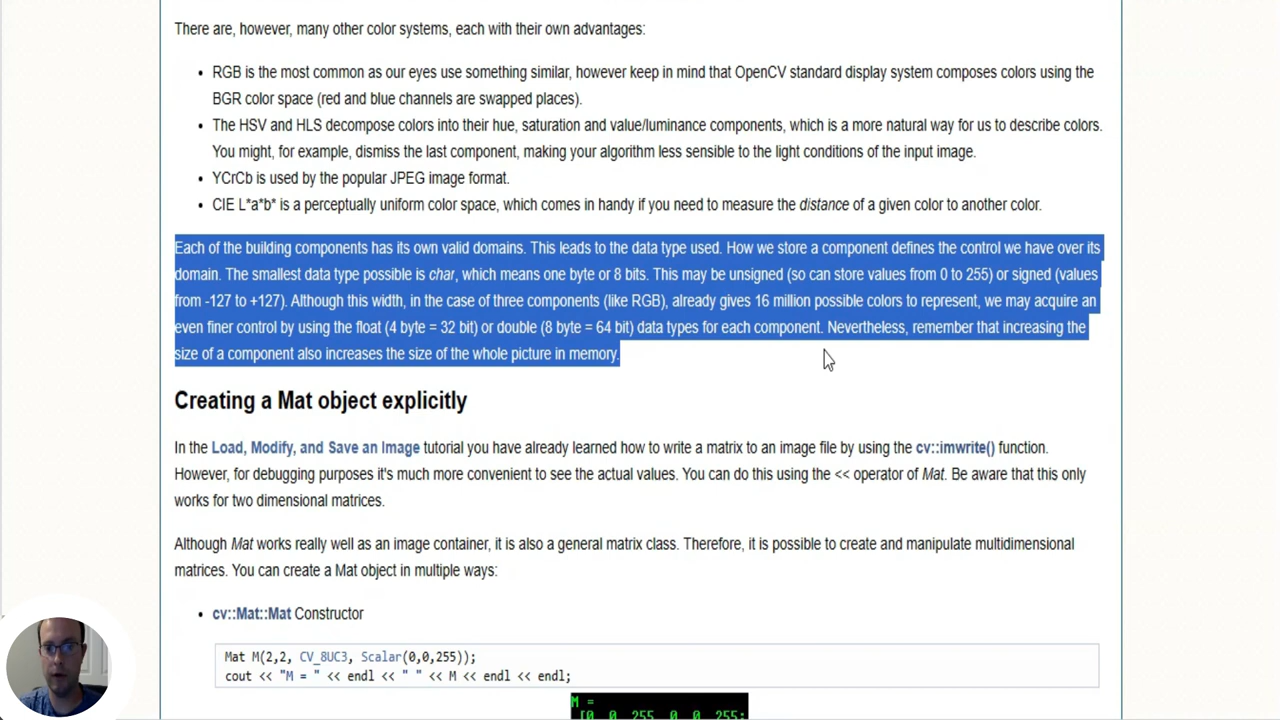 There are, however, many other color systems, each with their own advantages:
• RGB is the most common as our eyes use something similar, however keep in mind that OpenCV standard display system composes colors using the
BGR color space (red and blue channels are swapped places).
• The HSV and HLS decompose colors into their hue, saturation and value/luminance components, which is a more natural way for us to describe colors.
You might, for example, dismiss the last component, making your algorithm less sensible to the light conditions of the input image.
• YCrCb is used by the popular JPEG image format.
• CIE L*a*b* is a perceptually uniform color space, which comes in handy if you need to measure the distance of a given color to another color.
Each of the building components has its own valid domains. This leads to the data type used. How we store a component defines the control we have over its
domain. The smallest data type possible is char, which means one byte or 8 bits. This may be unsigned (so can store values from 0 to 255) or signed (values
from -127 to +127). Although this width, in the case of three components (like RGB), already gives 16 million possible colors to represent, we may acquire an
even finer control by using the float (4 byte = 32 bit) or double (8 byte = 64 bit) data types for each component. Nevertheless, remember that increasing the
size of a component also increases the size of the whole picture in memory.
Creating a Mat object explicitly
In the Load, Modify, and Save an Image tutorial you have already learned how to write a matrix to an image file by using the cv::imwrite() function.
However, for debugging purposes it's much more convenient to see the actual values. You can do this using the << operator of Mat. Be aware that this only
works for two dimensional matrices.
Although Mat works really well as an image container, it is also a general matrix class. Therefore, it is possible to create and manipulate multidimensional
matrices. You can create a Mat object in multiple ways:
• cv::Mat::Mat Constructor
Mat M(2,2, CV_8UC3, Scalar(0,0,255));
cout << "M = " << endl << " " << M << endl << endl;
M =
[0, 0, 255, 0, 0, 255;